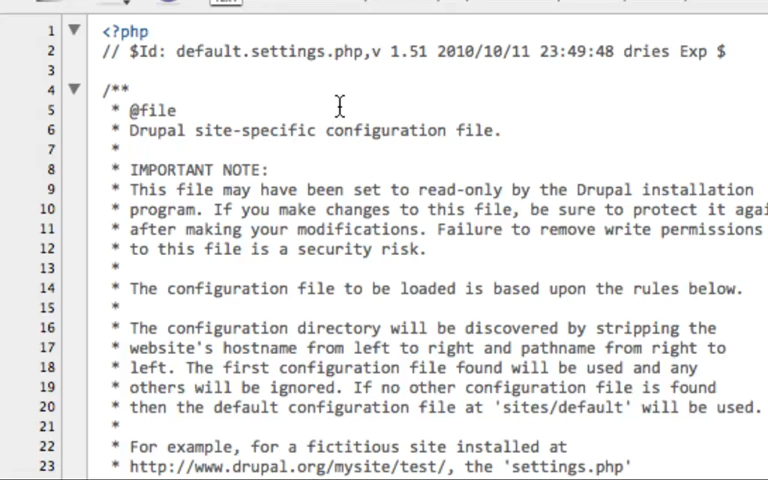 1 <?php
2 // $Id: default.settings.php,v 1.51 2010/10/11 23:49:48 dries Exp $
3
4 /**
5 * @file
6 * Drupal site-specific configuration file.
7 *
8 * IMPORTANT NOTE:
9 * This file may have been set to read-only by the Drupal installation
10 * program. If you make changes to this file, be sure to protect it agai
11 * after making your modifications. Failure to remove write permissions
12 * to this file is a security risk.
13 *
14 * The configuration file to be loaded is based upon the rules below.
15 *
16 * The configuration directory will be discovered by stripping the
17 * website's hostname from left to right and pathname from right to
18 * left. The first configuration file found will be used and any
19 * others will be ignored. If no other configuration file is found
20 * then the default configuration file at 'sites/default' will be used.
21 *
22 * For example, for a fictitious site installed at
23 * http://www.drupal.org/mysite/test/, the 'settings.php'